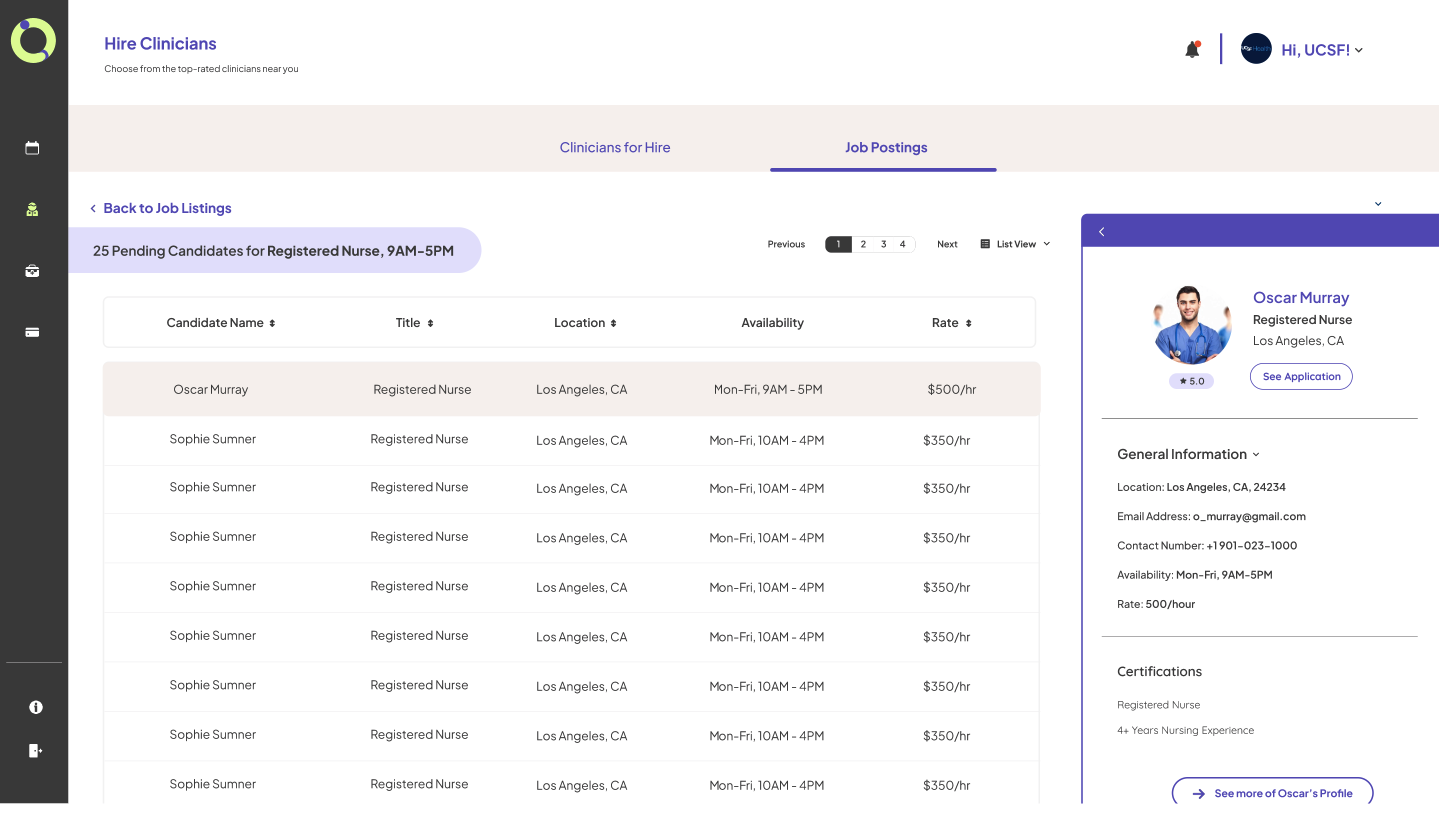 Hire Clinicians
Choose from the top-rated clinicians near you
Hi, UCSF!
Clinicians for Hire
Job Postings
Back to Job Listings
25 Pending Candidates for Registered Nurse, 9AM-5PM
Previous 1 2 3 4 Next List View
Candidate Name Title Location Availability Rate
Oscar Murray Registered Nurse Los Angeles, CA Mon-Fri, 9AM - 5PM $500/hr
Sophie Sumner Registered Nurse Los Angeles, CA Mon-Fri, 10AM - 4PM $350/hr
Sophie Sumner Registered Nurse Los Angeles, CA Mon-Fri, 10AM - 4PM $350/hr
Sophie Sumner Registered Nurse Los Angeles, CA Mon-Fri, 10AM - 4PM $350/hr
Sophie Sumner Registered Nurse Los Angeles, CA Mon-Fri, 10AM - 4PM $350/hr
Sophie Sumner Registered Nurse Los Angeles, CA Mon-Fri, 10AM - 4PM $350/hr
Sophie Sumner Registered Nurse Los Angeles, CA Mon-Fri, 10AM - 4PM $350/hr
Sophie Sumner Registered Nurse Los Angeles, CA Mon-Fri, 10AM - 4PM $350/hr
Sophie Sumner Registered Nurse Los Angeles, CA Mon-Fri, 10AM - 4PM $350/hr
Oscar Murray
Registered Nurse
Los Angeles, CA
5.0
See Application
General Information
Location: Los Angeles, CA, 24234
Email Address: o_murray@gmail.com
Contact Number: +1 901-023-1000
Availability: Mon-Fri, 9AM-5PM
Rate: 500/hour
Certifications
Registered Nurse
4+ Years Nursing Experience
See more of Oscar's Profile